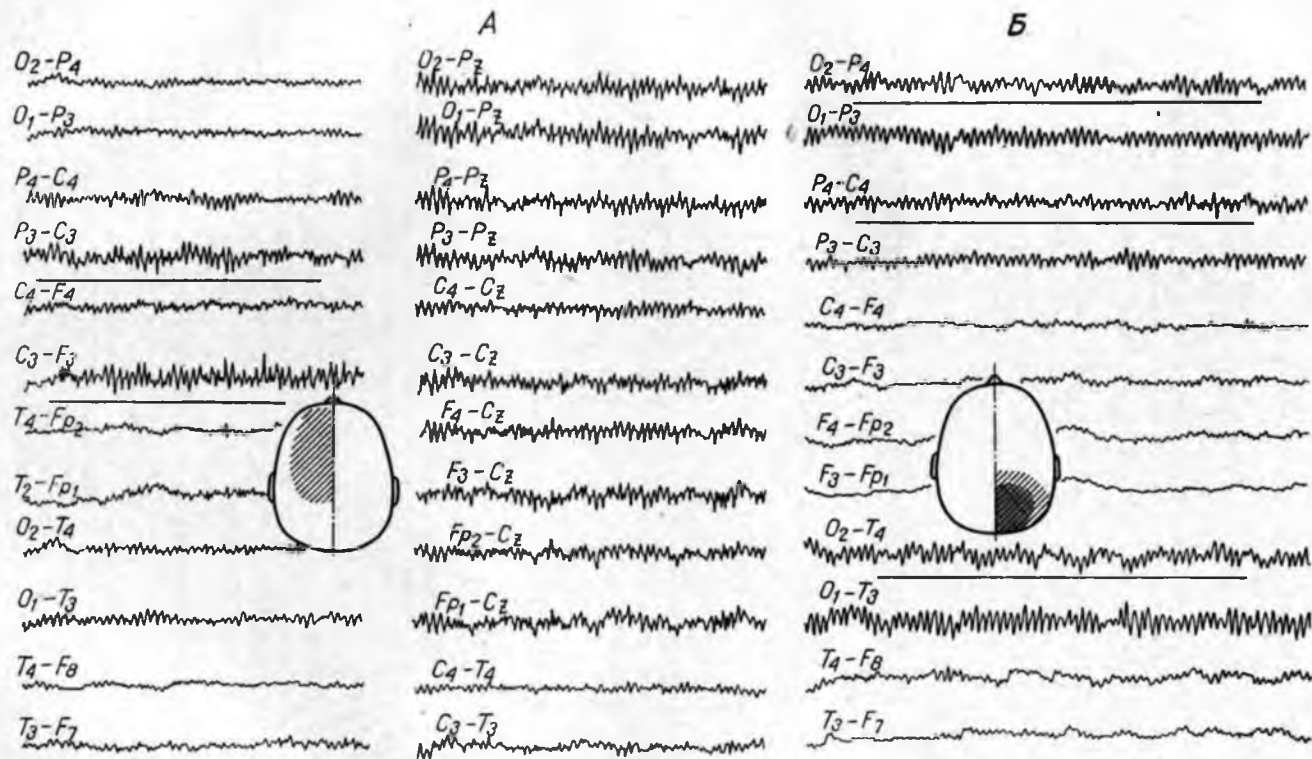 А
Б
O₂-P₄
O₁-P₃
P₄-C₄
P₃-C₃
C₄-F₄
C₃-F₃
T₄-Fp₂
T₂-Fp₁
O₂-T₄
O₁-T₃
T₄-F₈
T₃-F₇
O₂-Pz
O₁-Pz
P₄-Pz
P₃-Pz
C₄-Cz
C₃-Cz
F₄-Cz
F₃-Cz
Fp₂-Cz
Fp₁-Cz
C₄-T₄
C₃-T₃
O₂-P₄
O₁-P₃
P₄-C₄
P₃-C₃
C₄-F₄
C₃-F₃
F₄-Fp₂
F₃-Fp₁
O₂-T₄
O₁-T₃
T₄-F₈
T₃-F₇